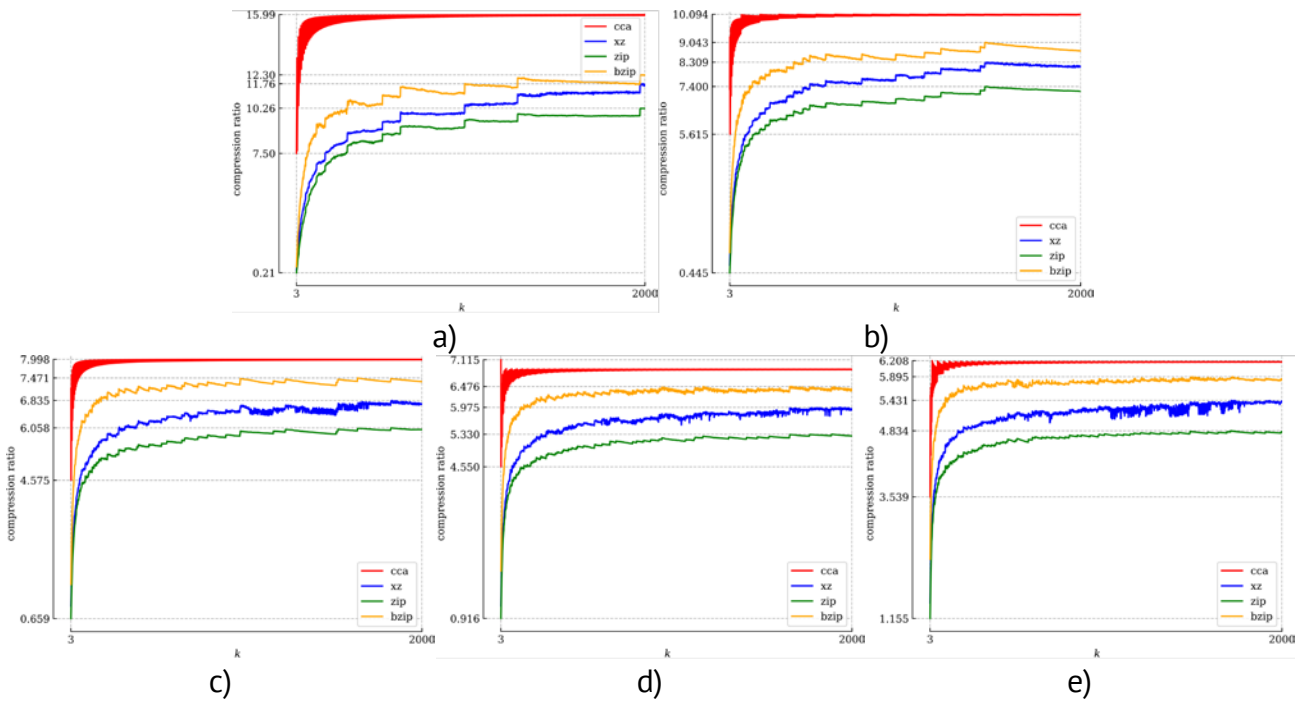 15.99
12.30
11.76
10.26
7.50
0.21
compression ratio
3
2000
k
cca
xz
zip
bzip
a)
10.094
9.043
8.309
7.400
5.615
0.445
compression ratio
3
2000
k
cca
xz
zip
bzip
b)
7.998
7.471
6.835
6.058
4.575
0.659
compression ratio
3
2000
k
cca
xz
zip
bzip
c)
7.115
6.476
5.975
5.330
4.550
0.916
compression ratio
3
2000
k
cca
xz
zip
bzip
d)
6.208
5.895
5.431
4.834
3.539
1.155
compression ratio
3
2000
k
cca
xz
zip
bzip
e)